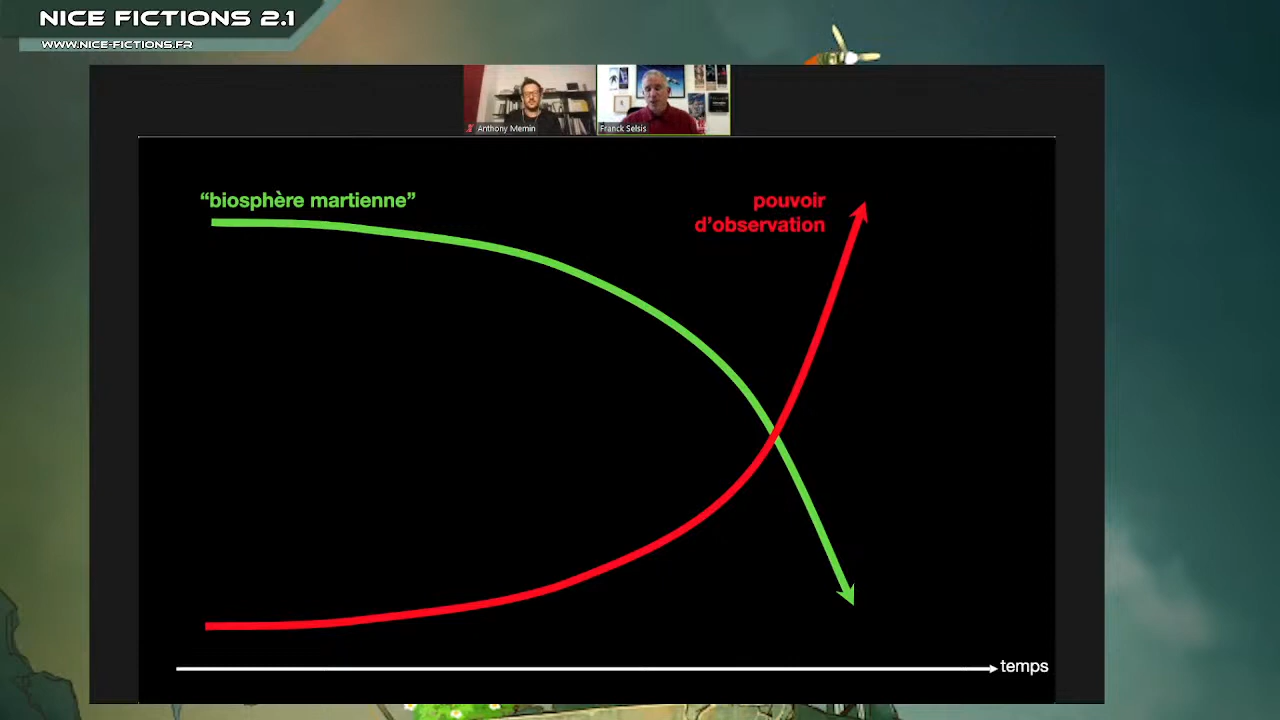 NICE FICTIONS 2.1
WWW.NICE-FICTIONS.FR
Anthony Memin
Franck Selsis
“biosphère martienne”
pouvoir
d’observation
temps